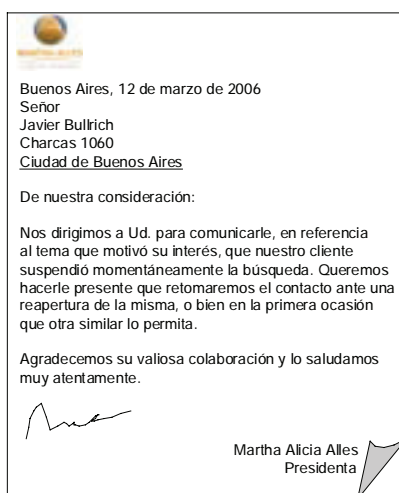 MARTHA ALLES
Buenos Aires, 12 de marzo de 2006
Señor
Javier Bullrich
Charcas 1060
Ciudad de Buenos Aires
De nuestra consideración:
Nos dirigimos a Ud. para comunicarle, en referencia
al tema que motivó su interés, que nuestro cliente
suspendió momentáneamente la búsqueda. Queremos
hacerle presente que retomaremos el contacto ante una
reapertura de la misma, o bien en la primera ocasión
que otra similar lo permita.
Agradecemos su valiosa colaboración y lo saludamos
muy atentamente.
Martha Alicia Alles
Presidenta